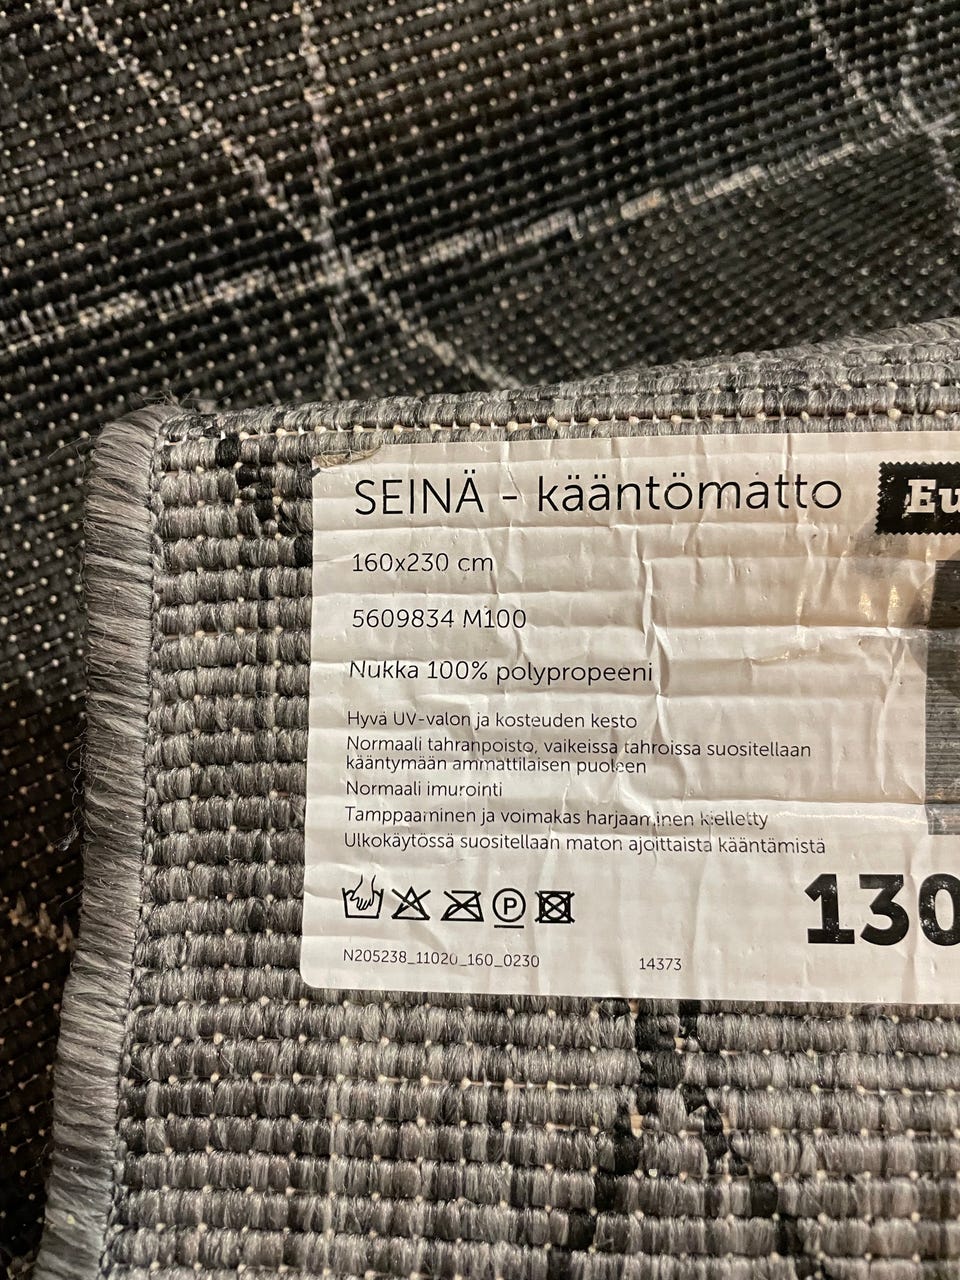 SEINÄ - kääntömatto
160x230 cm
5609834 M100
Nukka 100% polypropeeni
Hyvä UV-valon ja kosteuden kesto
Normaali tahranpoisto, vaikeissa tahroissa suositellaan
kääntymään ammattilaisen puoleen
Normaali imurointi
Tamppaaminen ja voimakas harjaaminen kielletty
Ulkokäytössä suositellaan maton ajoittaista kääntämistä
P
N205238_11020_160_0230
14373
Eu
130